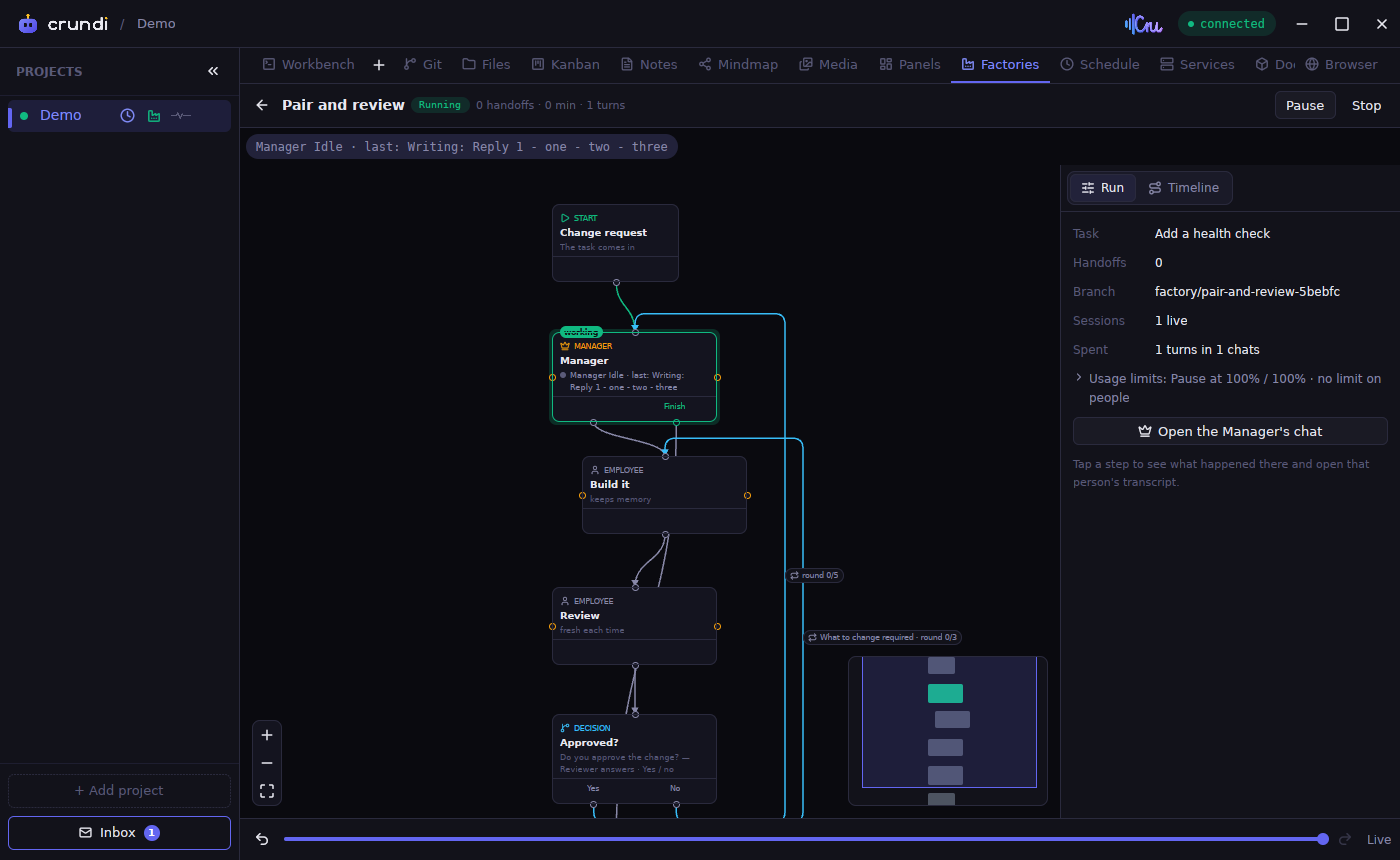 crundi / Demo
Cru
connected
PROJECTS
Workbench
Git
Files
Kanban
Notes
Mindmap
Media
Panels
Factories
Schedule
Services
Doc
Browser
Demo
Pair and review Running 0 handoffs · 0 min · 1 turns
Pause
Stop
Manager Idle · last: Writing: Reply 1 - one - two - three
START
Change request
The task comes in
working
MANAGER
Manager
Manager Idle · last: Writing:
Reply 1 - one - two - three
Finish
EMPLOYEE
Build it
keeps memory
round 0/5
EMPLOYEE
Review
fresh each time
What to change required · round 0/3
DECISION
Approved?
Do you approve the change? —
Reviewer answers · Yes / no
Yes
No
Run
Timeline
Task Add a health check
Handoffs 0
Branch factory/pair-and-review-5bebfc
Sessions 1 live
Spent 1 turns in 1 chats
Usage limits: Pause at 100% / 100% · no limit on
people
Open the Manager's chat
Tap a step to see what happened there and open that
person's transcript.
+ Add project
Inbox 1
Live